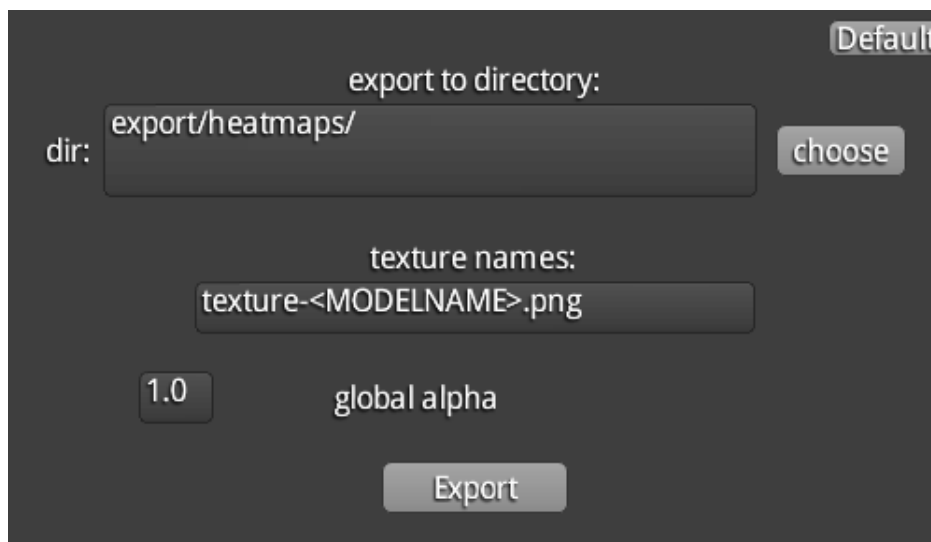 Default
export to directory:
dir: export/heatmaps/ choose
texture names:
texture-<MODELNAME>.png
1.0 global alpha
Export